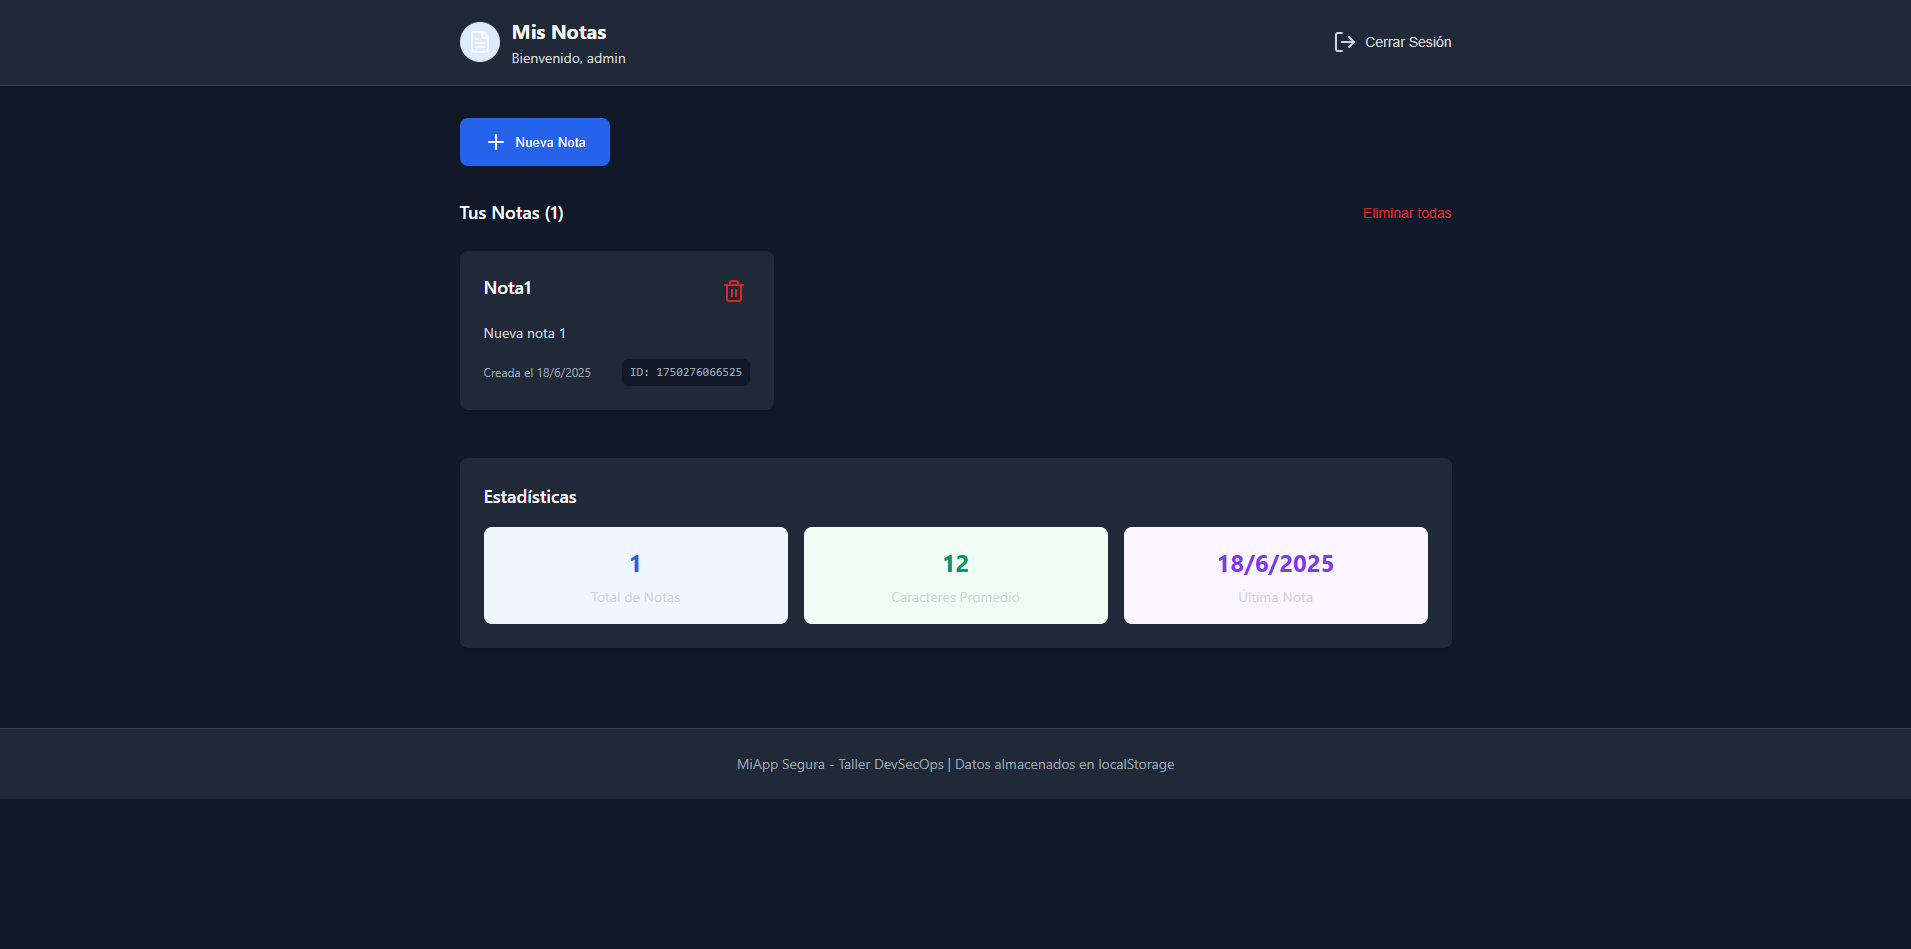 Mis Notas
Bienvenido, admin
Cerrar Sesión
Nueva Nota
Tus Notas (1)
Eliminar todas
Nota1
Nueva nota 1
Creada el 18/6/2025
ID: 1750276066525
Estadísticas
1
Total de Notas
12
Caracteres Promedio
18/6/2025
Última Nota
MiApp Segura - Taller DevSecOps | Datos almacenados en localStorage